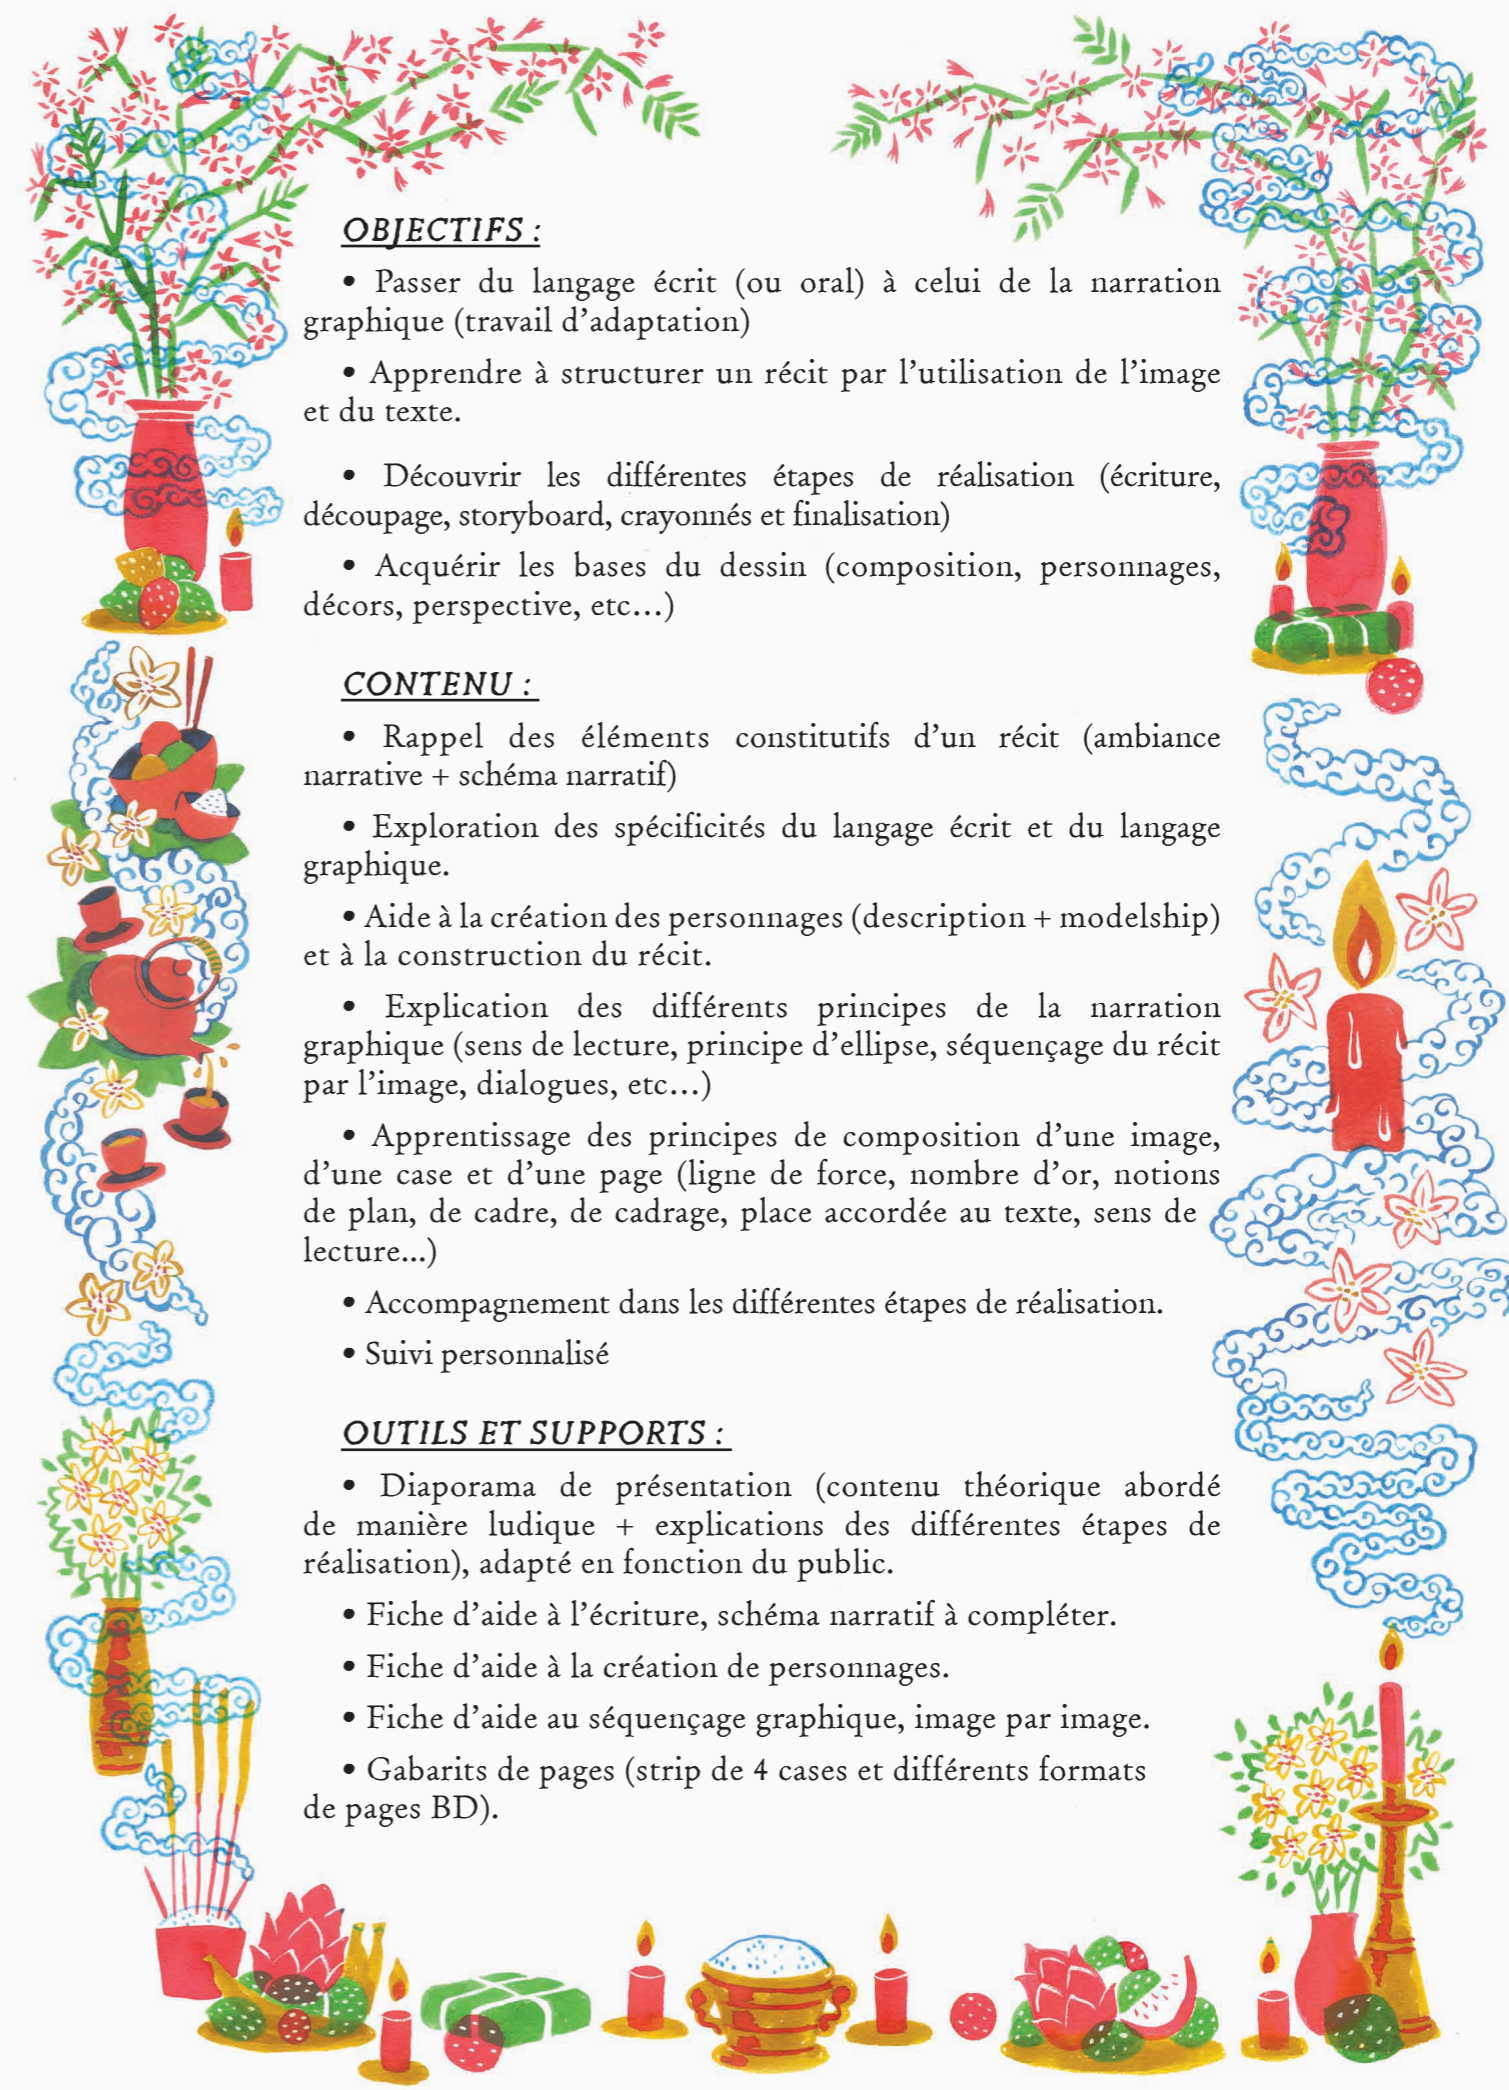 OBJECTIFS :
• Passer du langage écrit (ou oral) à celui de la narration
graphique (travail d’adaptation)
• Apprendre à structurer un récit par l’utilisation de l’image
et du texte.
• Découvrir les différentes étapes de réalisation (écriture,
découpage, storyboard, crayonnés et finalisation)
• Acquérir les bases du dessin (composition, personnages,
décors, perspective, etc...)
CONTENU :
• Rappel des éléments constitutifs d’un récit (ambiance
narrative + schéma narratif)
• Exploration des spécificités du langage écrit et du langage
graphique.
• Aide à la création des personnages (description + modelship)
et à la construction du récit.
• Explication des différents principes de la narration
graphique (sens de lecture, principe d’ellipse, séquençage du récit
par l’image, dialogues, etc...)
• Apprentissage des principes de composition d’une image,
d’une case et d’une page (ligne de force, nombre d’or, notions
de plan, de cadre, de cadrage, place accordée au texte, sens de
lecture...)
• Accompagnement dans les différentes étapes de réalisation.
• Suivi personnalisé
OUTILS ET SUPPORTS :
• Diaporama de présentation (contenu théorique abordé
de manière ludique + explications des différentes étapes de
réalisation), adapté en fonction du public.
• Fiche d’aide à l’écriture, schéma narratif à compléter.
• Fiche d’aide à la création de personnages.
• Fiche d’aide au séquençage graphique, image par image.
• Gabarits de pages (strip de 4 cases et différents formats
de pages BD).